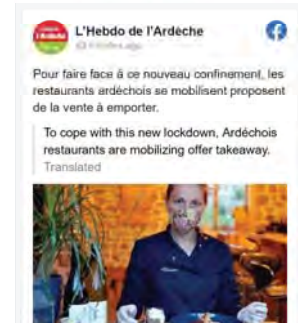 L'Hebdo de l'Ardèche
Pour faire face à ce nouveau confinement, les
restaurants ardéchois se mobilisent proposent
de la vente à emporter.
To cope with this new lockdown, Ardéchois
restaurants are mobilizing offer takeaway.
Translated